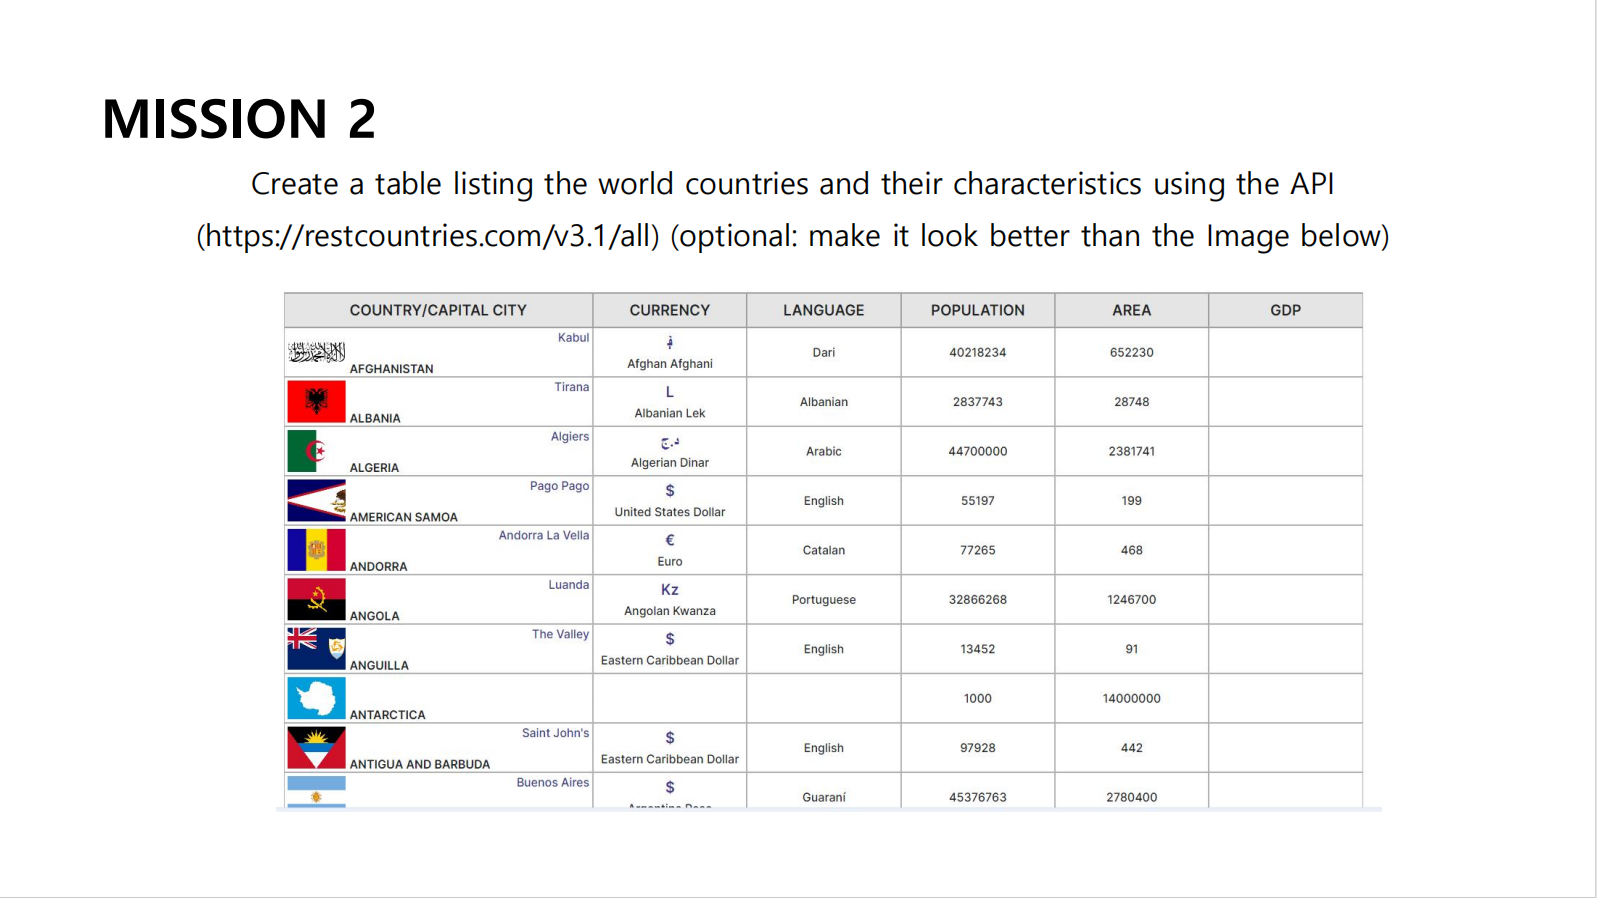 MISSION 2
Create a table listing the world countries and their characteristics using the API
(https://restcountries.com/v3.1/all) (optional: make it look better than the Image below)
COUNTRY/CAPITAL CITY CURRENCY LANGUAGE POPULATION AREA GDP
Kabul
؋
AFGHANISTAN Afghan Afghani Dari 40218234 652230
Tirana
L
ALBANIA Albanian Lek Albanian 2837743 28748
Algiers
د.ج
ALGERIA Algerian Dinar Arabic 44700000 2381741
Pago Pago
$
AMERICAN SAMOA United States Dollar English 55197 199
Andorra La Vella
€
ANDORRA Euro Catalan 77265 468
Luanda
Kz
ANGOLA Angolan Kwanza Portuguese 32866268 1246700
The Valley
$
ANGUILLA Eastern Caribbean Dollar English 13452 91
ANTARCTICA 1000 14000000
Saint John's
$
ANTIGUA AND BARBUDA Eastern Caribbean Dollar English 97928 442
Buenos Aires
$
Guaraní 45376763 2780400